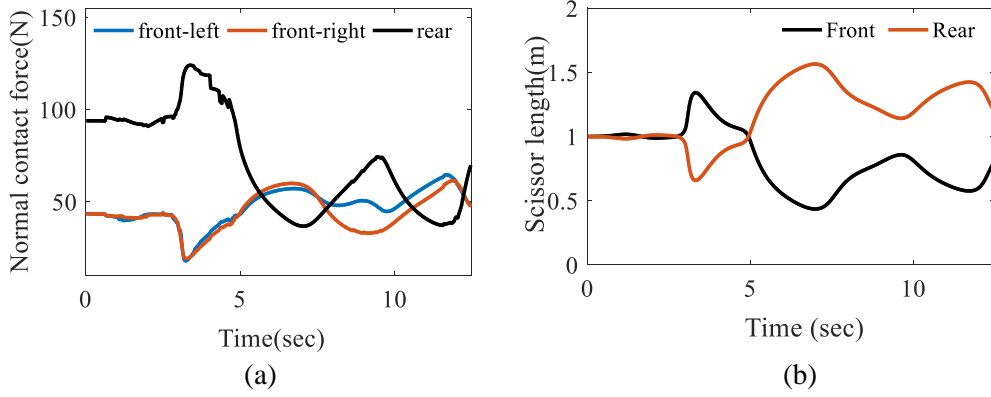 150
100
50
Normal contact force(N)
front-left front-right rear
0 5 10
Time(sec)
(a)
2
1.5
1
0.5
0
Scissor length(m)
Front Rear
0 5 10
Time (sec)
(b)